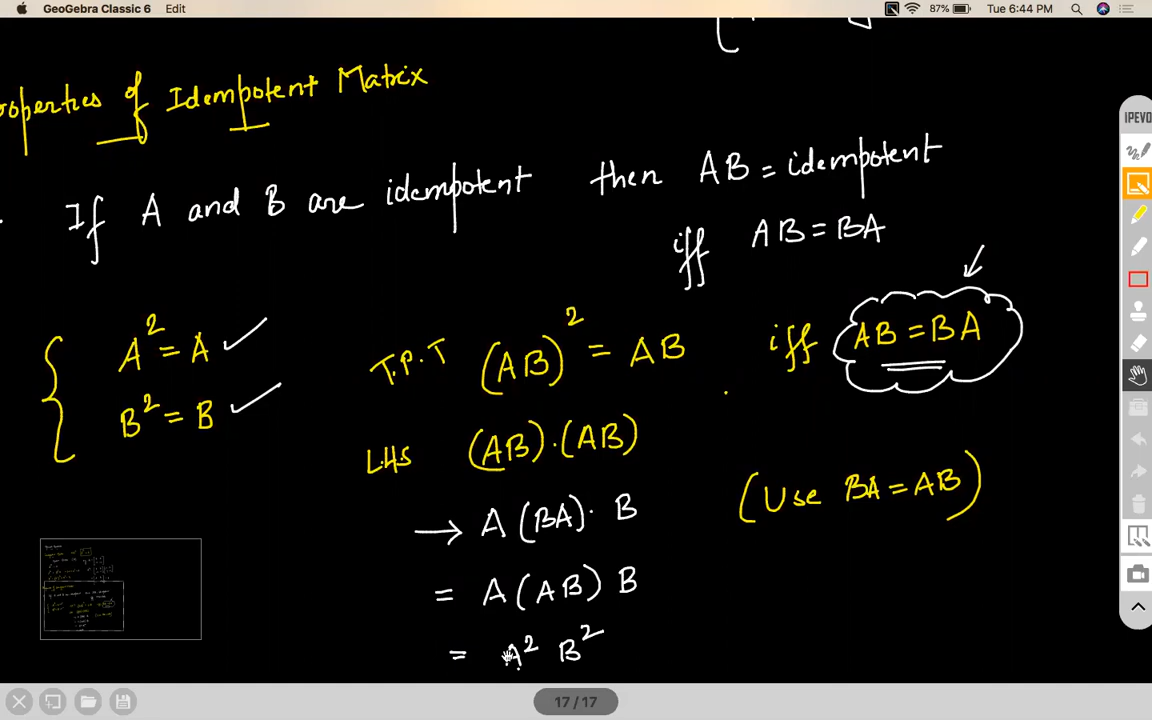 GeoGebra Classic 6 Edit 87% Tue 6:44 PM
roperties of Idempotent Matrix
IPEVO
If A and B are idempotent then AB = idempotent
iff AB = BA
A² = A
T.P.T (AB)² = AB iff AB = BA
B² = B
LHS (AB)·(AB)
(Use BA = AB)
→ A(BA)· B
= A(AB) B
= A² B²
17 / 17